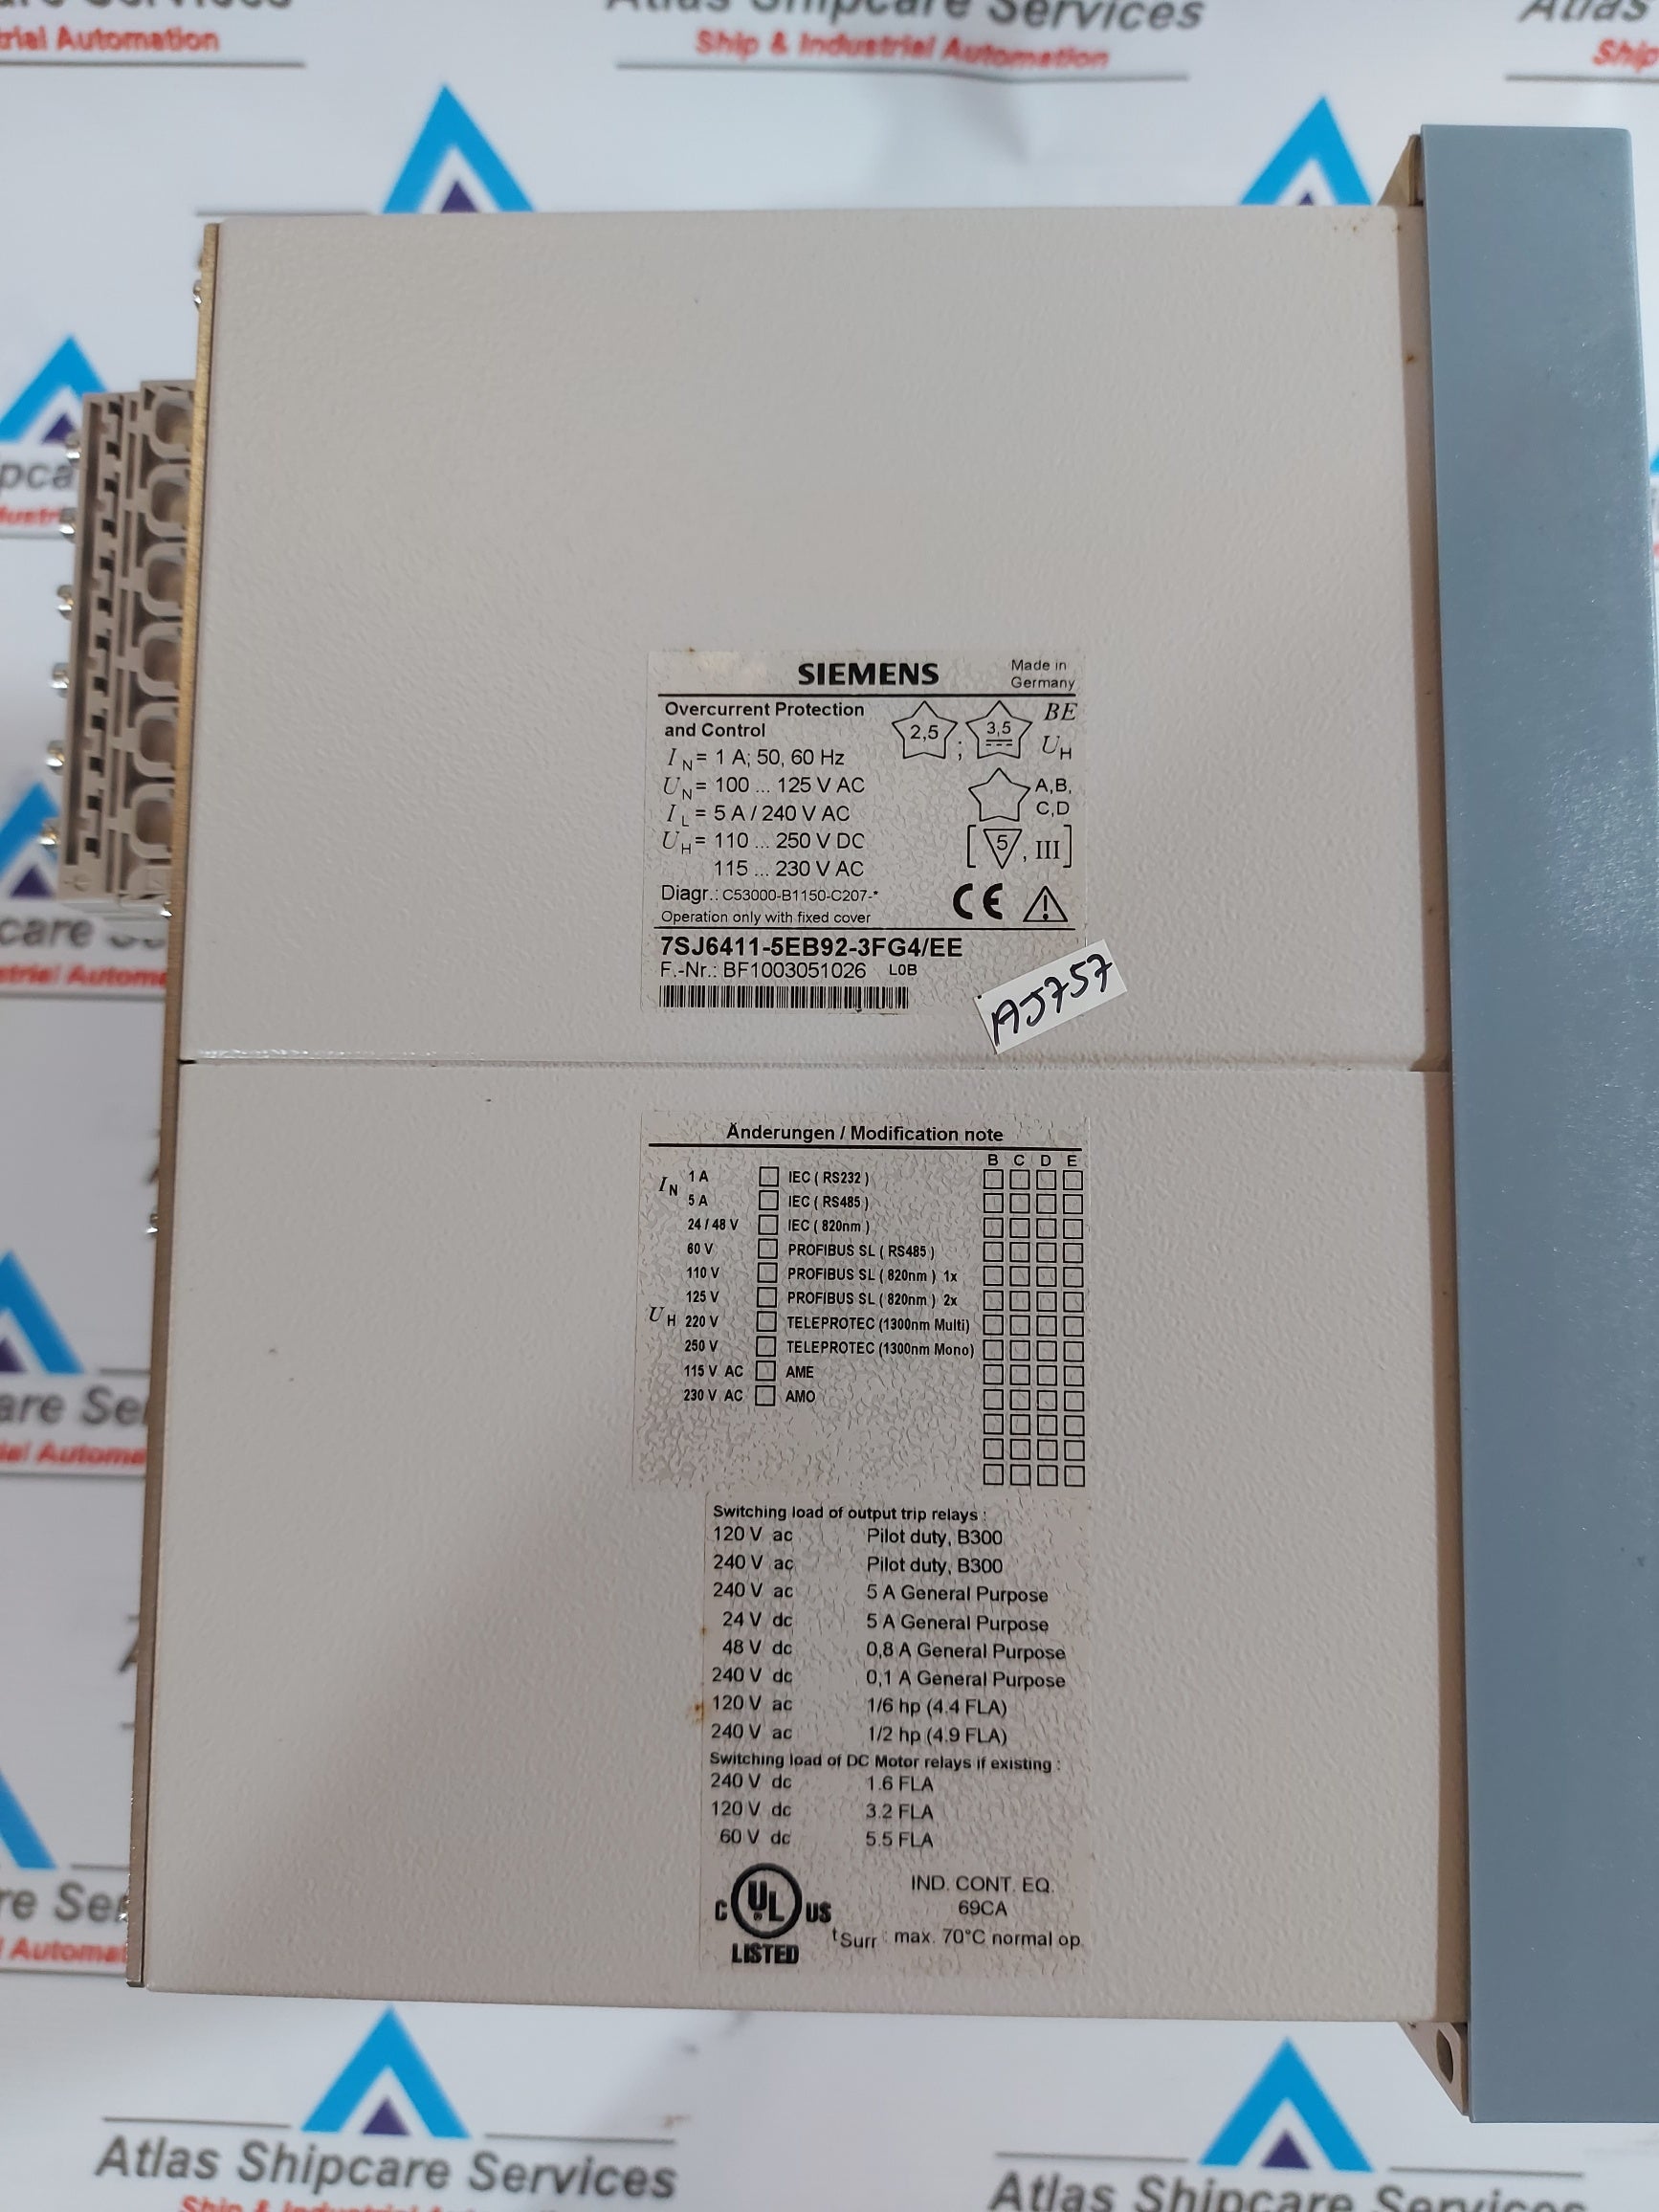 care Services
rial Automation
Atlas Shipcare Services
Ship & Industrial Automation
Atlas
Ship
SIEMENS
Made in
Germany
Overcurrent Protection
and Control
2,5 ; 3,5 BE
IN = 1 A; 50, 60 Hz
UH
UN = 100 ... 125 V AC
A,B,
C,D
IL = 5 A / 240 V AC
UH = 110 ... 250 V DC
[ 5 , III ]
115 ... 230 V AC
Diagr.: C53000-B1150-C207-*
CE
Operation only with fixed cover
7SJ6411-5EB92-3FG4/EE
F.-Nr.: BF1003051026 L0B
AJ757
Änderungen / Modification note
B C D E
IN 1 A IEC ( RS232 )
5 A IEC ( RS485 )
24 / 48 V IEC ( 820nm )
60 V PROFIBUS SL ( RS485 )
110 V PROFIBUS SL ( 820nm ) 1x
125 V PROFIBUS SL ( 820nm ) 2x
UH 220 V TELEPROTEC (1300nm Multi)
250 V TELEPROTEC (1300nm Mono)
115 V AC AME
230 V AC AMO
Switching load of output trip relays :
120 V ac Pilot duty, B300
240 V ac Pilot duty, B300
240 V ac 5 A General Purpose
24 V dc 5 A General Purpose
48 V dc 0,8 A General Purpose
240 V dc 0,1 A General Purpose
120 V ac 1/6 hp (4.4 FLA)
240 V ac 1/2 hp (4.9 FLA)
Switching load of DC Motor relays if existing :
240 V dc 1.6 FLA
120 V dc 3.2 FLA
60 V dc 5.5 FLA
C UL US
LISTED
IND. CONT. EQ.
69CA
tSurr : max. 70°C normal op.
Atlas Shipcare Services
Ship & Industrial Automation
Atlas Shipcare Services